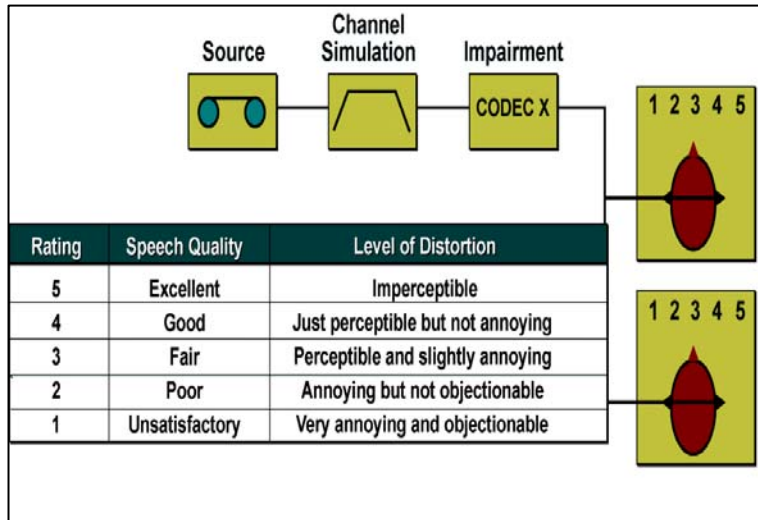 Channel
Source Simulation Impairment
CODEC X
1 2 3 4 5
Rating Speech Quality Level of Distortion
5 Excellent Imperceptible
4 Good Just perceptible but not annoying
3 Fair Perceptible and slightly annoying
2 Poor Annoying but not objectionable
1 Unsatisfactory Very annoying and objectionable
1 2 3 4 5